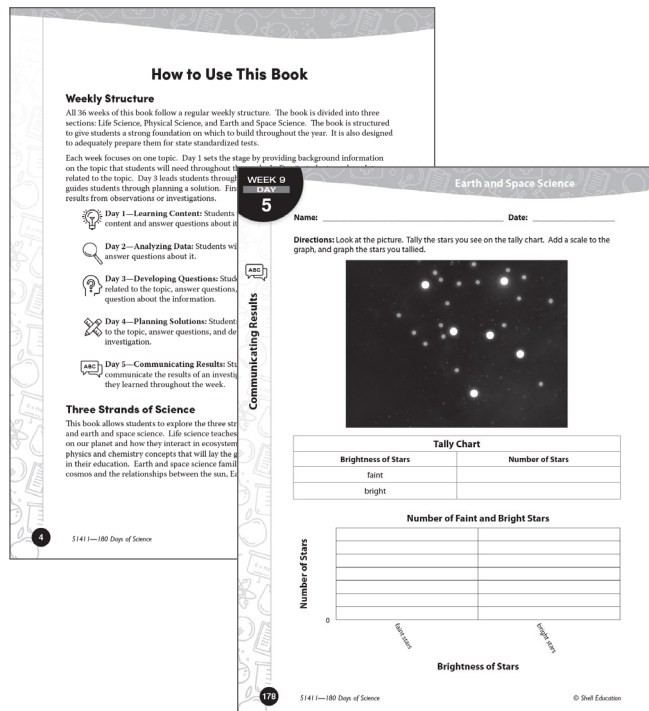 How to Use This Book
Weekly Structure
All 36 weeks of this book follow a regular weekly structure. The book is divided into three
sections: Life Science, Physical Science, and Earth and Space Science. The book is structured
to give students a strong foundation on which to build throughout the year. It is also designed
to adequately prepare them for state standardized tests.
Each week focuses on one topic. Day 1 sets the stage by providing background information
on the topic that students will need throughout
related to the topic. Day 3 leads students through
guides students through planning a solution.
results from observations or investigations.
Day 1—Learning Content: Students
content and answer questions about it
Day 2—Analyzing Data: Students
answer questions about it.
Day 3—Developing Questions:
related to the topic, answer questions,
question about the information.
Day 4—Planning Solutions: Student
to the topic, answer questions, and
investigation.
ABC
Day 5—Communicating Results:
communicate the results of an
they learned throughout the week.
Three Strands of Science
This book allows students to explore the three
and earth and space science. Life science teaches
on our planet and how they interact in ecosystem
physics and chemistry concepts that will lay the
in their education. Earth and space science
cosmos and the relationships between the sun,
4
51411—180 Days of Science
WEEK 9
DAY
5
Earth and Space Science
Name:
Date:
Directions: Look at the picture. Tally the stars you see on the tally chart. Add a scale to the
graph, and graph the stars you tallied.
ABC
Communicating Results
Tally Chart
Brightness of Stars
Number of Stars
faint
bright
Number of Faint and Bright Stars
Number of Stars
0
faint stars
bright stars
Brightness of Stars
178
51411—180 Days of Science
© Shell Education